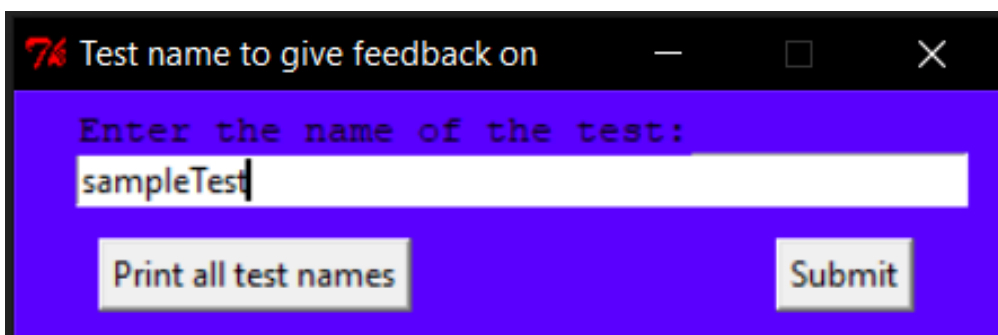 Test name to give feedback on
Enter the name of the test:
sampleTest
Print all test names Submit